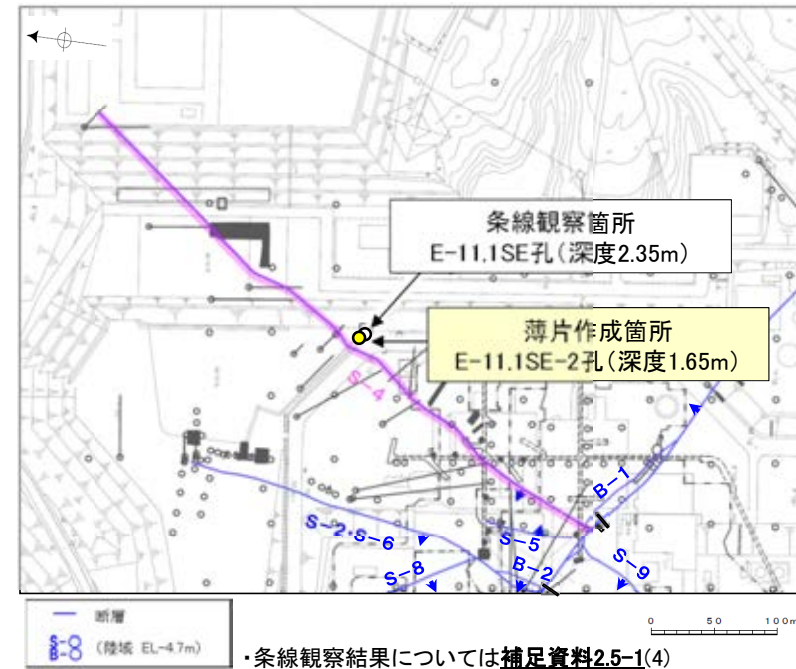 条線観察箇所
E-11.1SE孔(深度2.35m)
薄片作成箇所
E-11.1SE-2孔(深度1.65m)
S-4
B-1
S-2・S-6
S-5
B-2
S-8
S-9
断層
S-○
B-○
(陸域 EL-4.7m)
0 50 100m
・条線観察結果については補足資料2.5-1(4)